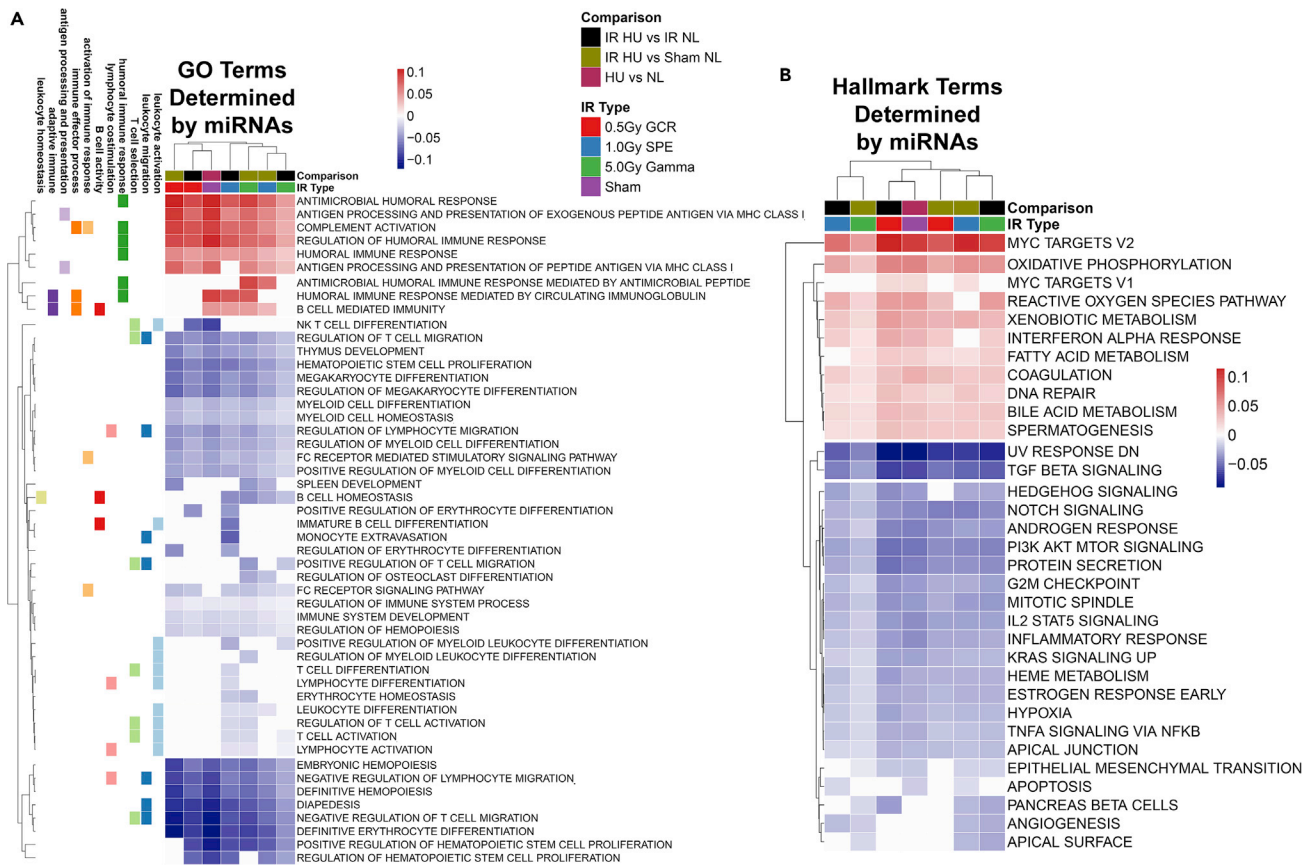 A
leukocyte homeostasis
adaptive immune
antigen processing and presentation
immune effector process
activation of immune response
B cell activity
lymphocyte costimulation
humoral immune response
T cell selection
leukocyte migration
leukocyte activation
GO Terms
Determined
by miRNAs
0.1
0.05
0
−0.05
−0.1
Comparison
IR Type
ANTIMICROBIAL HUMORAL RESPONSE
ANTIGEN PROCESSING AND PRESENTATION OF EXOGENOUS PEPTIDE ANTIGEN VIA MHC CLASS I
COMPLEMENT ACTIVATION
REGULATION OF HUMORAL IMMUNE RESPONSE
HUMORAL IMMUNE RESPONSE
ANTIGEN PROCESSING AND PRESENTATION OF PEPTIDE ANTIGEN VIA MHC CLASS I
ANTIMICROBIAL HUMORAL IMMUNE RESPONSE MEDIATED BY ANTIMICROBIAL PEPTIDE
HUMORAL IMMUNE RESPONSE MEDIATED BY CIRCULATING IMMUNOGLOBULIN
B CELL MEDIATED IMMUNITY
NK T CELL DIFFERENTIATION
REGULATION OF T CELL MIGRATION
THYMUS DEVELOPMENT
HEMATOPOIETIC STEM CELL PROLIFERATION
MEGAKARYOCYTE DIFFERENTIATION
REGULATION OF MEGAKARYOCYTE DIFFERENTIATION
MYELOID CELL DIFFERENTIATION
MYELOID CELL HOMEOSTASIS
REGULATION OF LYMPHOCYTE MIGRATION
REGULATION OF MYELOID CELL DIFFERENTIATION
FC RECEPTOR MEDIATED STIMULATORY SIGNALING PATHWAY
POSITIVE REGULATION OF MYELOID CELL DIFFERENTIATION
SPLEEN DEVELOPMENT
B CELL HOMEOSTASIS
POSITIVE REGULATION OF ERYTHROCYTE DIFFERENTIATION
IMMATURE B CELL DIFFERENTIATION
MONOCYTE EXTRAVASATION
REGULATION OF ERYTHROCYTE DIFFERENTIATION
POSITIVE REGULATION OF T CELL MIGRATION
REGULATION OF OSTEOCLAST DIFFERENTIATION
FC RECEPTOR SIGNALING PATHWAY
REGULATION OF IMMUNE SYSTEM PROCESS
IMMUNE SYSTEM DEVELOPMENT
REGULATION OF HEMOPOIESIS
POSITIVE REGULATION OF MYELOID LEUKOCYTE DIFFERENTIATION
REGULATION OF MYELOID LEUKOCYTE DIFFERENTIATION
T CELL DIFFERENTIATION
LYMPHOCYTE DIFFERENTIATION
ERYTHROCYTE HOMEOSTASIS
LEUKOCYTE DIFFERENTIATION
REGULATION OF T CELL ACTIVATION
T CELL ACTIVATION
LYMPHOCYTE ACTIVATION
EMBRYONIC HEMOPOIESIS
NEGATIVE REGULATION OF LYMPHOCYTE MIGRATION
DEFINITIVE HEMOPOIESIS
DIAPEDESIS
NEGATIVE REGULATION OF T CELL MIGRATION
DEFINITIVE ERYTHROCYTE DIFFERENTIATION
POSITIVE REGULATION OF HEMATOPOIETIC STEM CELL PROLIFERATION
REGULATION OF HEMATOPOIETIC STEM CELL PROLIFERATION
Comparison
IR HU vs IR NL
IR HU vs Sham NL
HU vs NL
IR Type
0.5Gy GCR
1.0Gy SPE
5.0Gy Gamma
Sham
B
Hallmark Terms
Determined
by miRNAs
Comparison
IR Type
MYC TARGETS V2
OXIDATIVE PHOSPHORYLATION
MYC TARGETS V1
REACTIVE OXYGEN SPECIES PATHWAY
XENOBIOTIC METABOLISM
INTERFERON ALPHA RESPONSE
FATTY ACID METABOLISM
COAGULATION
DNA REPAIR
BILE ACID METABOLISM
SPERMATOGENESIS
UV RESPONSE DN
TGF BETA SIGNALING
HEDGEHOG SIGNALING
NOTCH SIGNALING
ANDROGEN RESPONSE
PI3K AKT MTOR SIGNALING
PROTEIN SECRETION
G2M CHECKPOINT
MITOTIC SPINDLE
IL2 STAT5 SIGNALING
INFLAMMATORY RESPONSE
KRAS SIGNALING UP
HEME METABOLISM
ESTROGEN RESPONSE EARLY
HYPOXIA
TNFA SIGNALING VIA NFKB
APICAL JUNCTION
EPITHELIAL MESENCHYMAL TRANSITION
APOPTOSIS
PANCREAS BETA CELLS
ANGIOGENESIS
APICAL SURFACE
0.1
0.05
0
−0.05